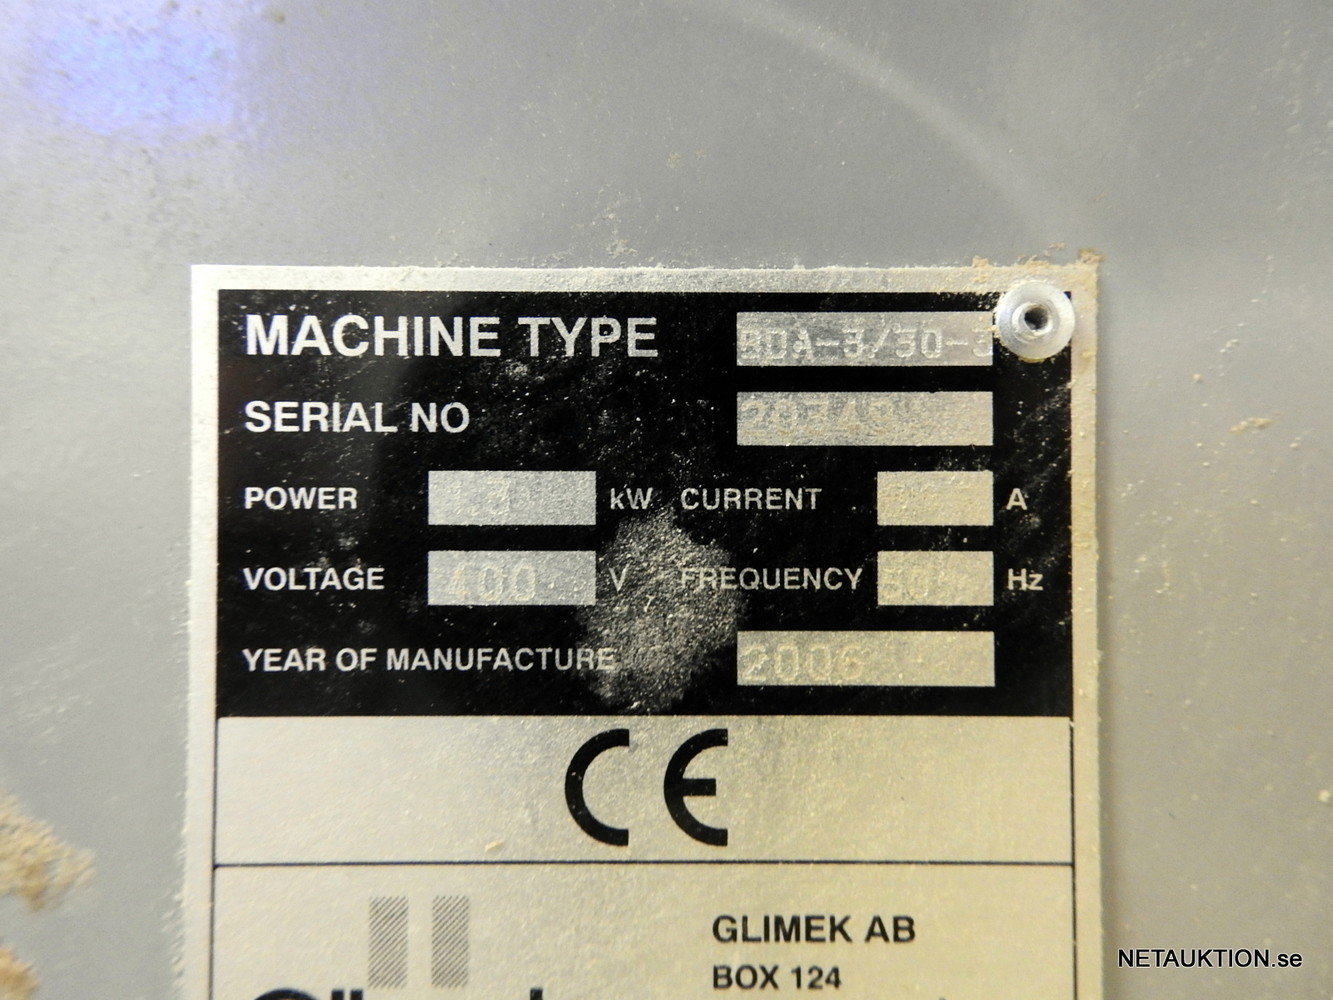 MACHINE TYPE
SERIAL NO
POWER kW CURRENT A
VOLTAGE 400 V FREQUENCY 50 Hz
YEAR OF MANUFACTURE 2006
CE
GLIMEK AB
BOX 124
NETAUKTION.se